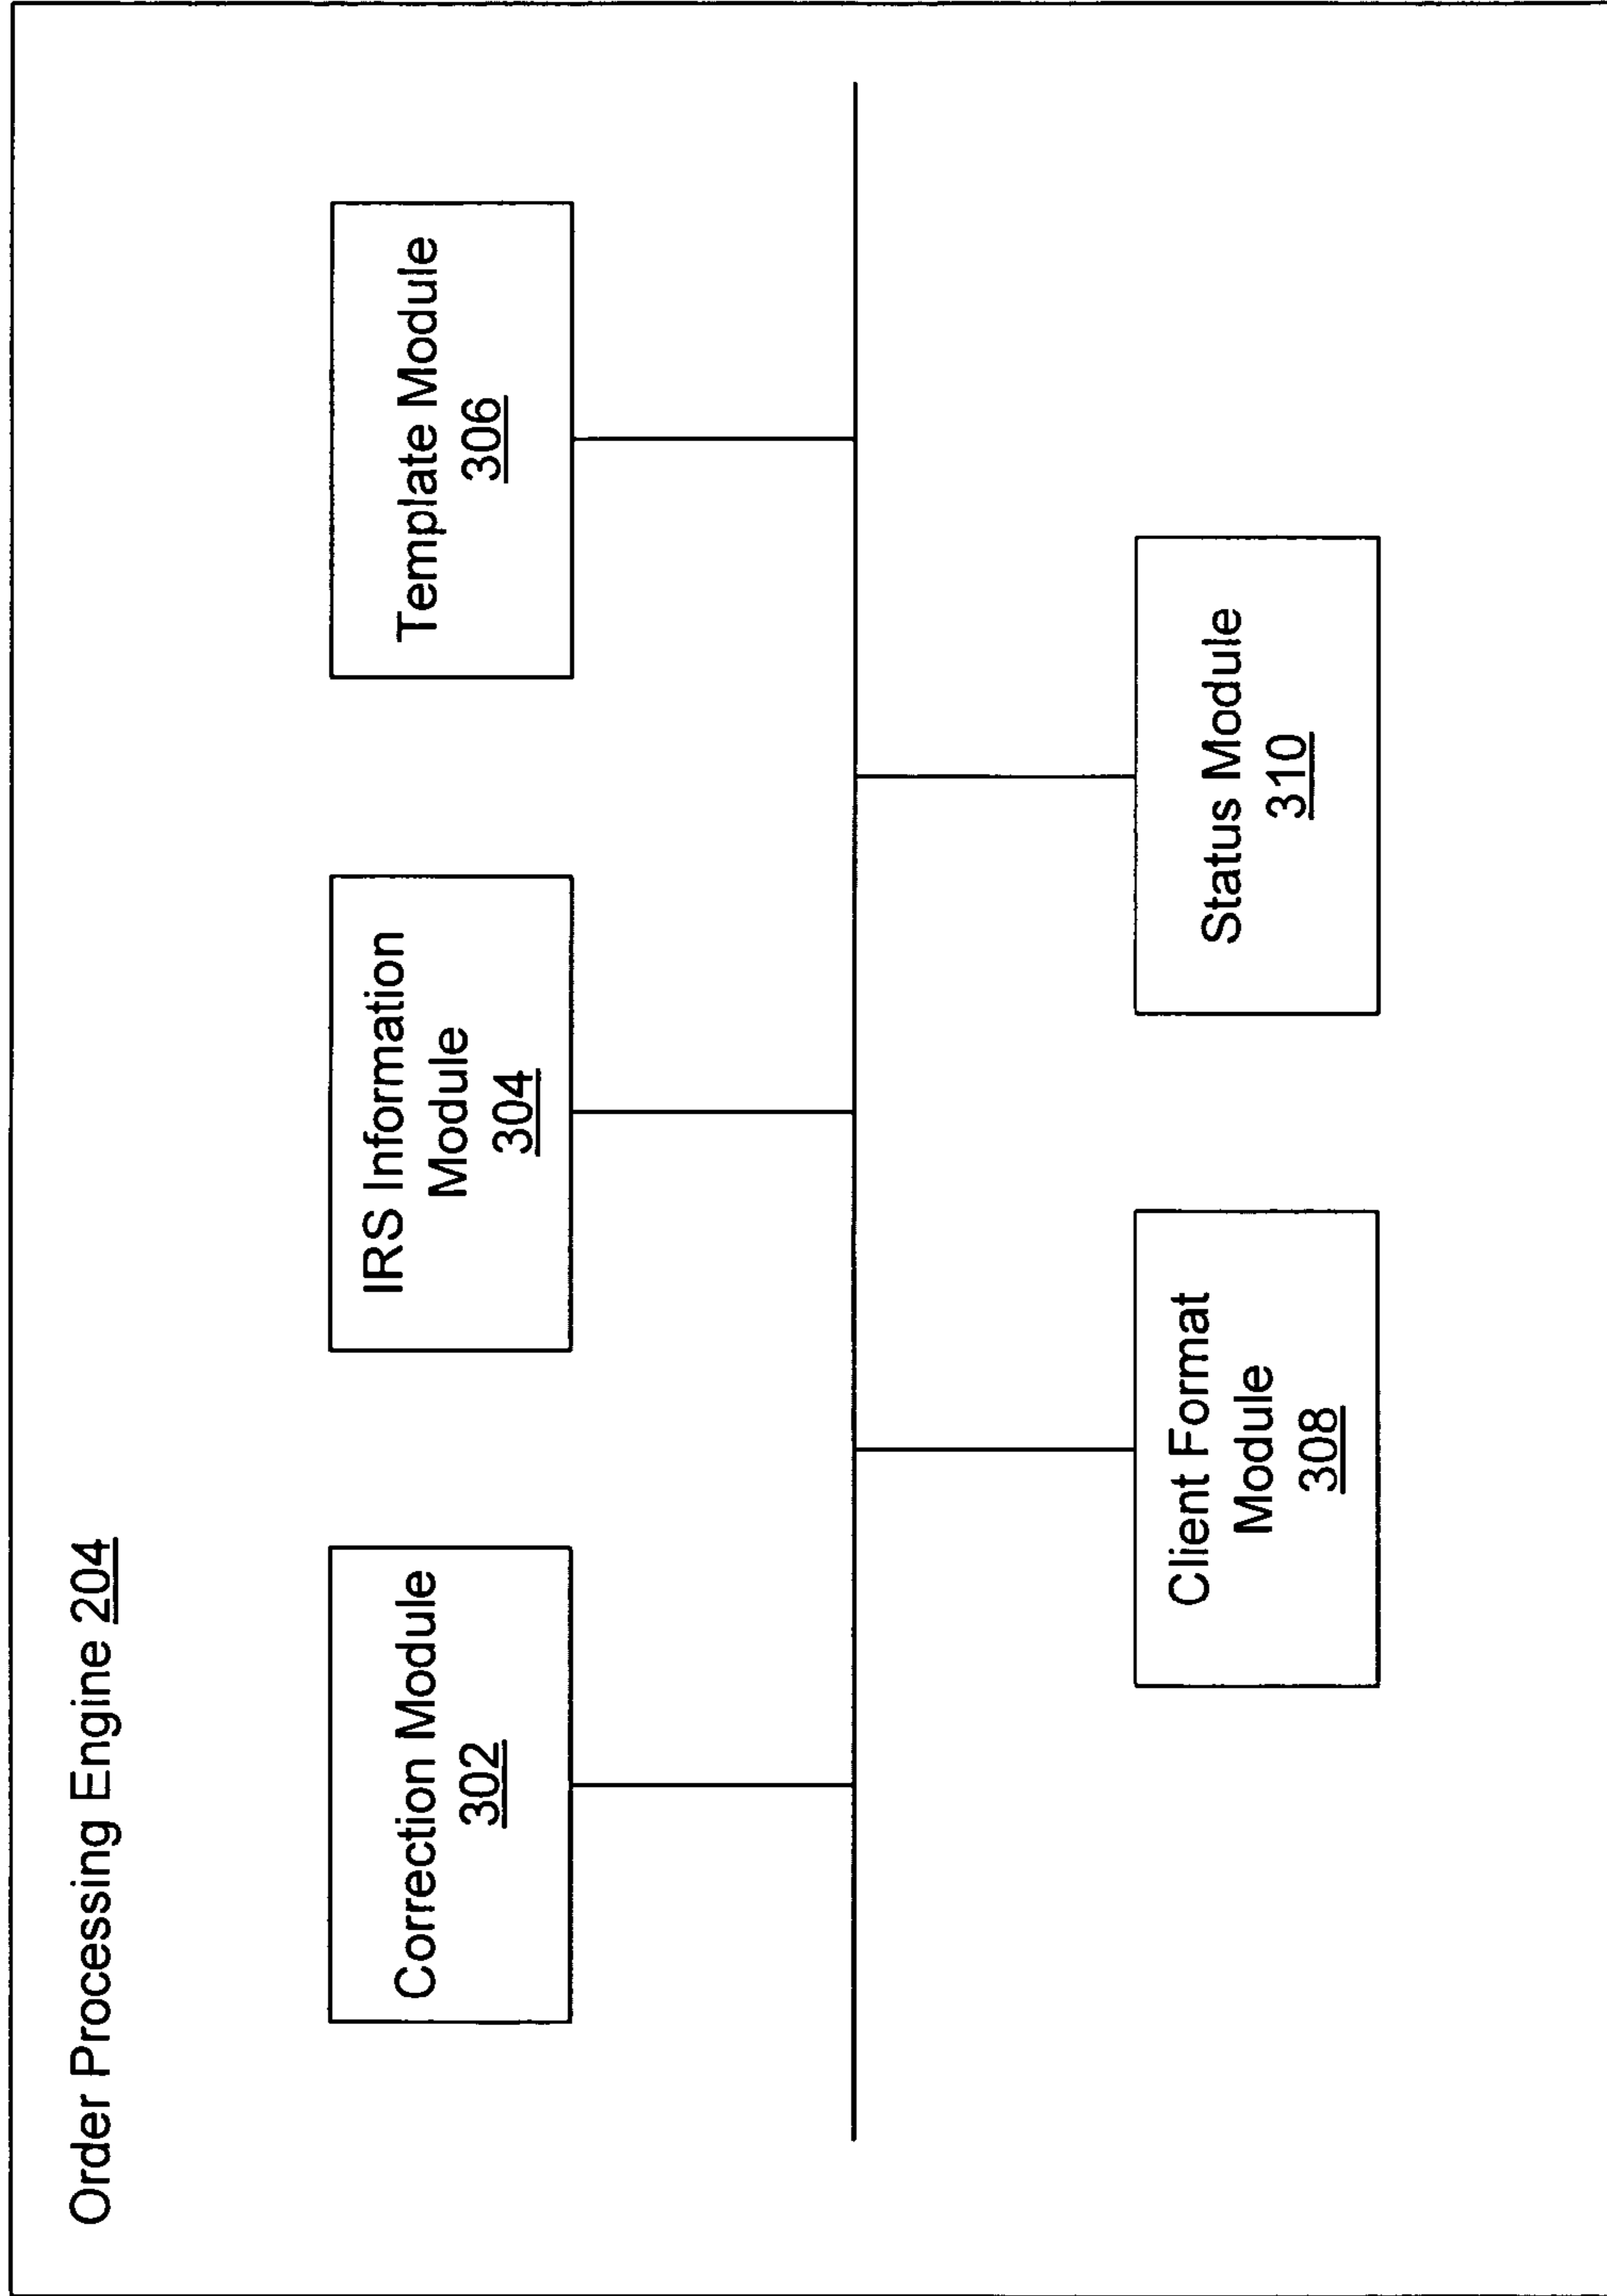 Order Processing Engine 204
Correction Module
302
IRS Information
Module
304
Template Module
306
Client Format
Module
308
Status Module
310